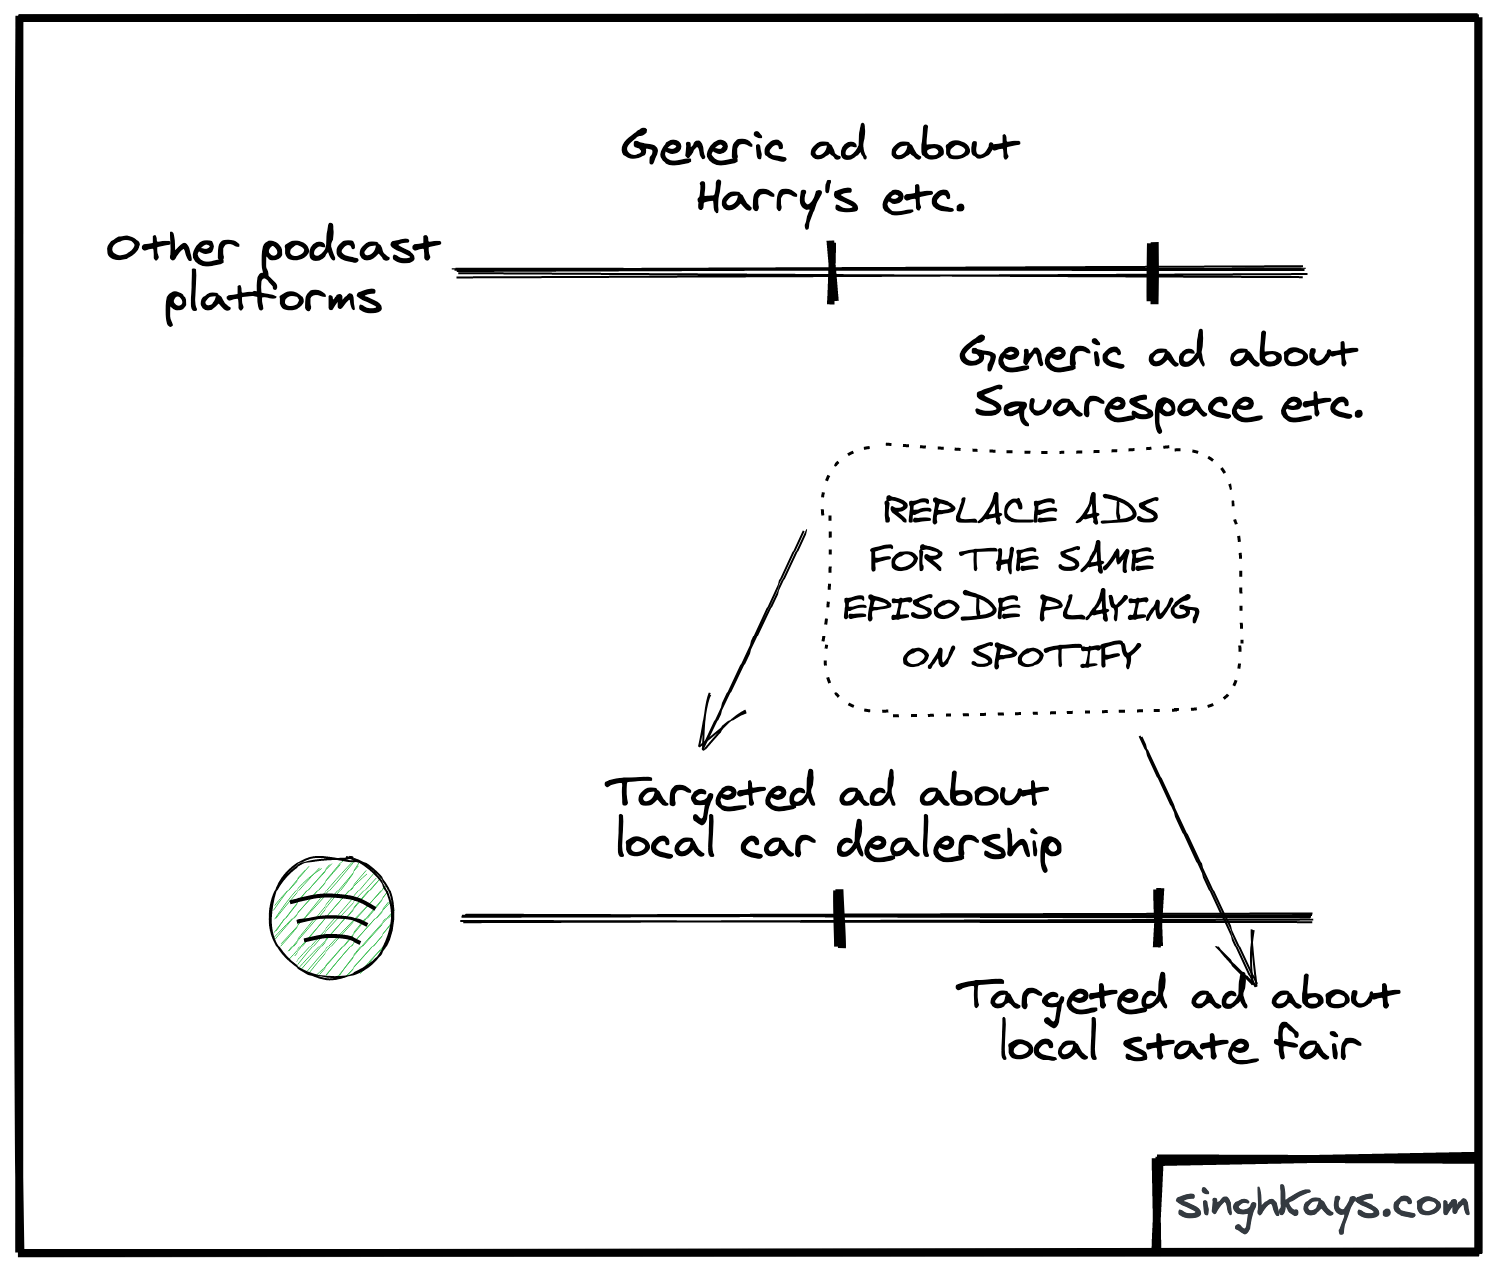 Generic ad about
Harry's etc.
Other podcast
platforms
Generic ad about
Squarespace etc.
REPLACE ADS
FOR THE SAME
EPISODE PLAYING
ON SPOTIFY
Targeted ad about
local car dealership
Targeted ad about
local state fair
singhkays.com